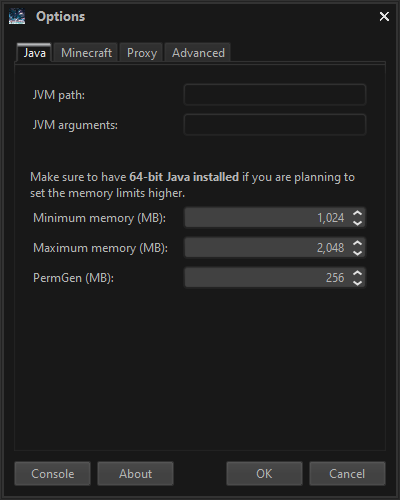 Options
Java Minecraft Proxy Advanced
JVM path:
JVM arguments:
Make sure to have 64-bit Java installed if you are planning to
set the memory limits higher.
Minimum memory (MB): 1,024
Maximum memory (MB): 2,048
PermGen (MB): 256
Console About OK Cancel